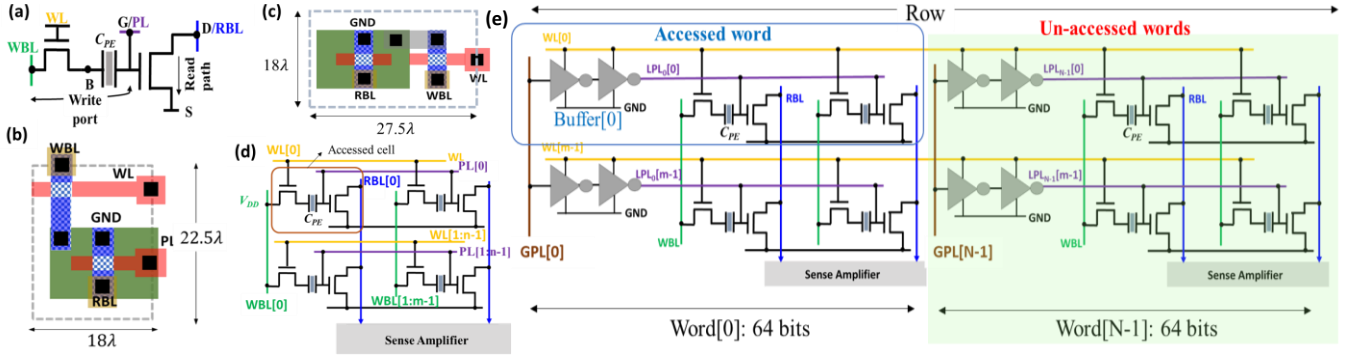 (a)
WL
G/PL
D/RBL
WBL
C_PE
B
Write
port
Read
path
S
(b)
WBL
WL
GND
PL
RBL
22.5λ
18λ
(c)
GND
18λ
WL
RBL
WBL
27.5λ
(d)
WL[0]
Accessed cell
WL
PL[0]
RBL[0]
V_DD
C_PE
WL[1:n-1]
PL[1:n-1]
WBL[0]
WBL[1:m-1]
Sense Amplifier
(e)
Row
Accessed word
Un-accessed words
WL[0]
LPL_0[0]
LPL_N-1[0]
GND
GND
RBL
RBL
Buffer[0]
C_PE
C_PE
WL[m-1]
LPL_0[m-1]
LPL_N-1[m-1]
GND
GND
WBL
WBL
GPL[0]
GPL[N-1]
Sense Amplifier
Sense Amplifier
Word[0]: 64 bits
Word[N-1]: 64 bits